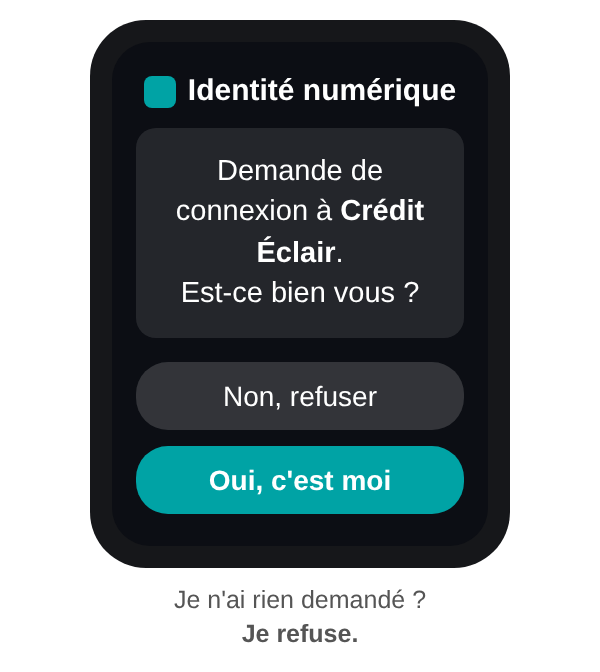 Identité numérique
Demande de
connexion à Crédit
Éclair.
Est-ce bien vous ?
Non, refuser
Oui, c'est moi
Je n'ai rien demandé ?
Je refuse.